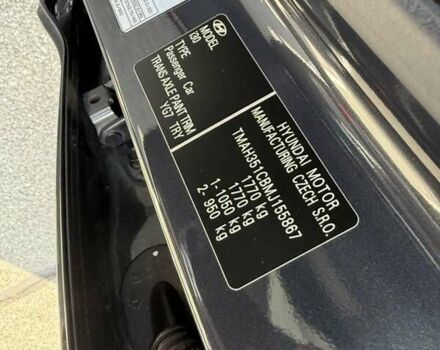 MODEL
i30
TYPE
Passenger Car
TRANS AXLE PAINT TRIM
YG7 TRY
HYUNDAI MOTOR
MANUFACTURING CZECH S.R.O.
TMAH351CBMJ155867
1770 kg
1770 kg
1- 1060 kg
2- 950 kg